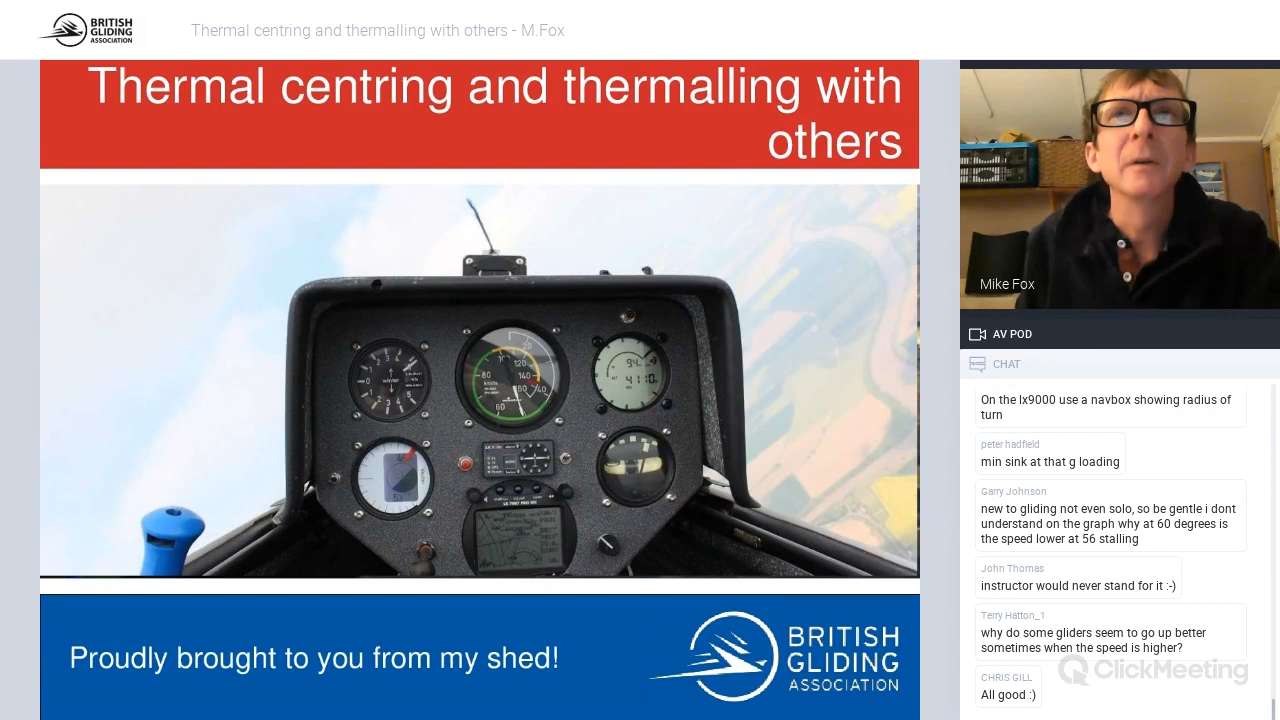 BRITISH
GLIDING
ASSOCIATION
Thermal centring and thermalling with others - M.Fox
Thermal centring and thermalling with
others
winter
80
60
120
140
Proudly brought to you from my shed!
BRITISH
GLIDING
ASSOCIATION
Mike Fox
AV POD
CHAT
On the lx9000 use a navbox showing radius of
turn
peter hadfield
min sink at that g loading
Garry Johnson
new to gliding not even solo, so be gentle i dont
understand on the graph why at 60 degrees is
the speed lower at 56 stalling
John Thomas
instructor would never stand for it :-)
Terry Hatton_1
why do some gliders seem to go up better
sometimes when the speed is higher?
ClickMeeting
CHRIS GILL
All good :)